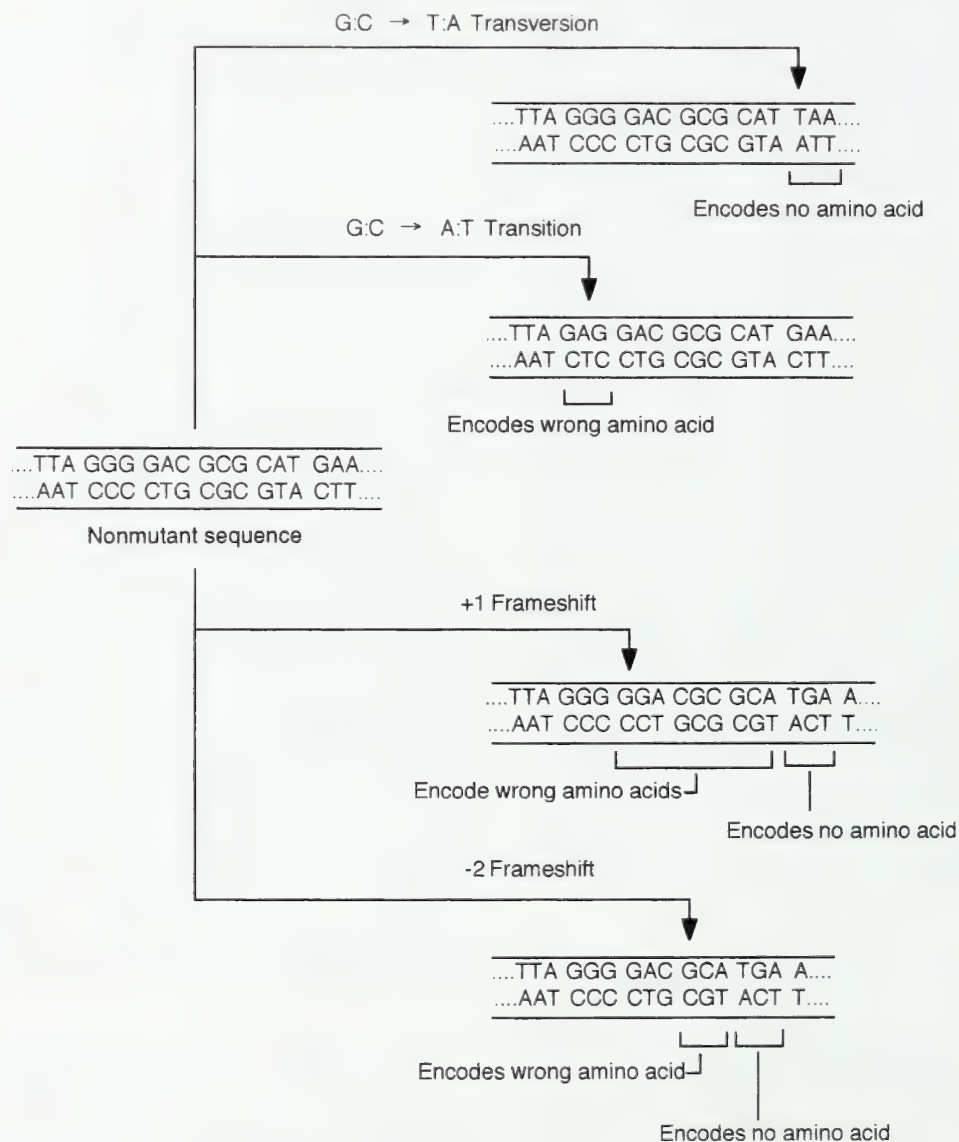 G:C → T:A Transversion
....TTA GGG GAC GCG CAT TAA....
....AAT CCC CTG CGC GTA ATT....
Encodes no amino acid
G:C → A:T Transition
....TTA GAG GAC GCG CAT GAA....
....AAT CTC CTG CGC GTA CTT....
Encodes wrong amino acid
....TTA GGG GAC GCG CAT GAA....
....AAT CCC CTG CGC GTA CTT....
Nonmutant sequence
+1 Frameshift
....TTA GGG GGA CGC GCA TGA A....
....AAT CCC CCT GCG CGT ACT T....
Encode wrong amino acids
Encodes no amino acid
-2 Frameshift
....TTA GGG GAC GCA TGA A....
....AAT CCC CTG CGT ACT T....
Encodes wrong amino acid
Encodes no amino acid